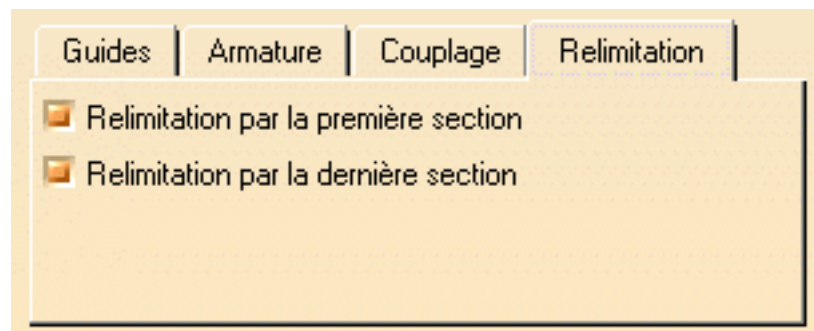 Guides Armature Couplage Relimitation
Relimitation par la première section
Relimitation par la dernière section